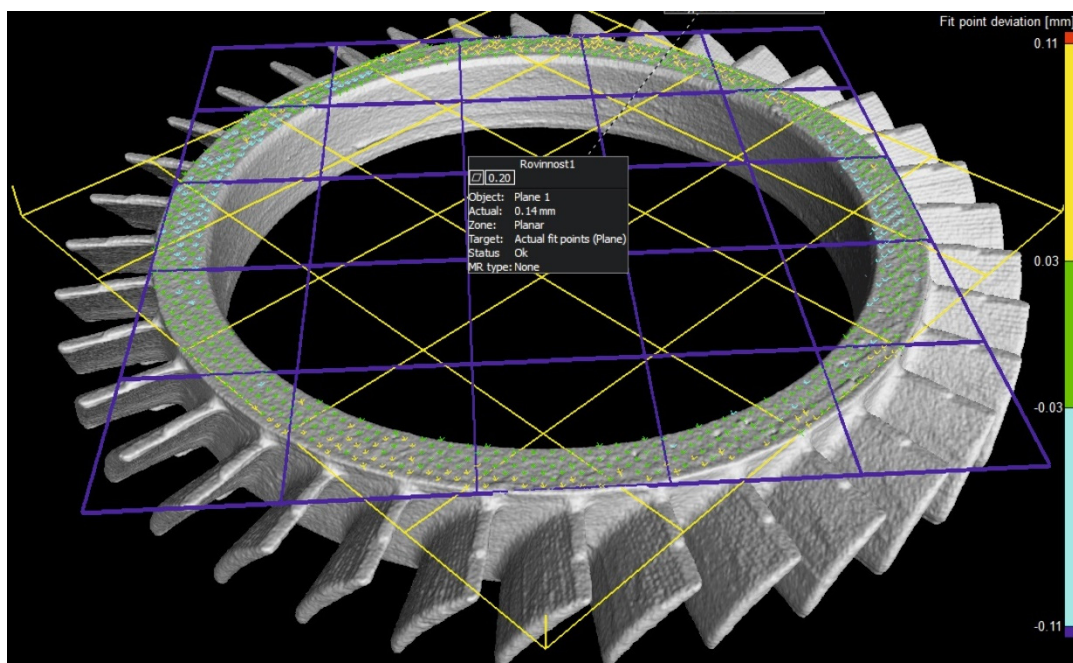 Fit point deviation [mm]
0.11
Rovinnost1
0.20
Object: Plane 1
Actual: 0.14 mm
Zone: Planar
Target: Actual fit points (Plane)
Status Ok
MR type: None
0.03
-0.03
-0.11